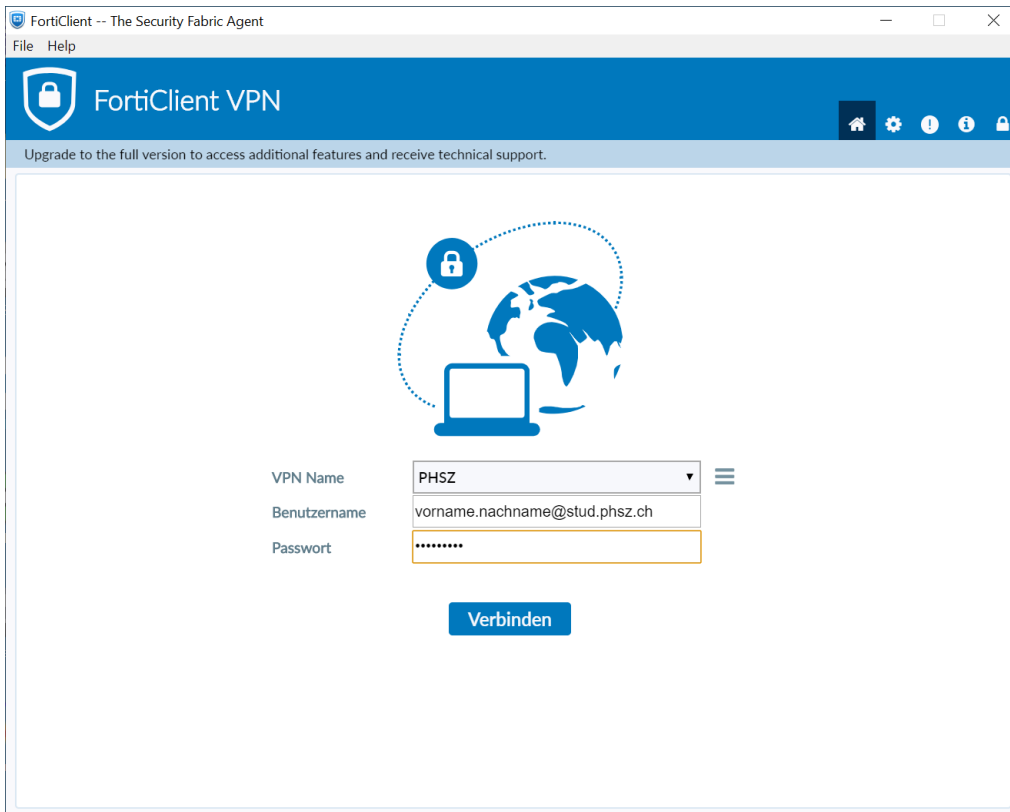 FortiClient -- The Security Fabric Agent
File Help
FortiClient VPN
Upgrade to the full version to access additional features and receive technical support.
VPN Name PHSZ
Benutzername vorname.nachname@stud.phsz.ch
Passwort •••••••••
Verbinden